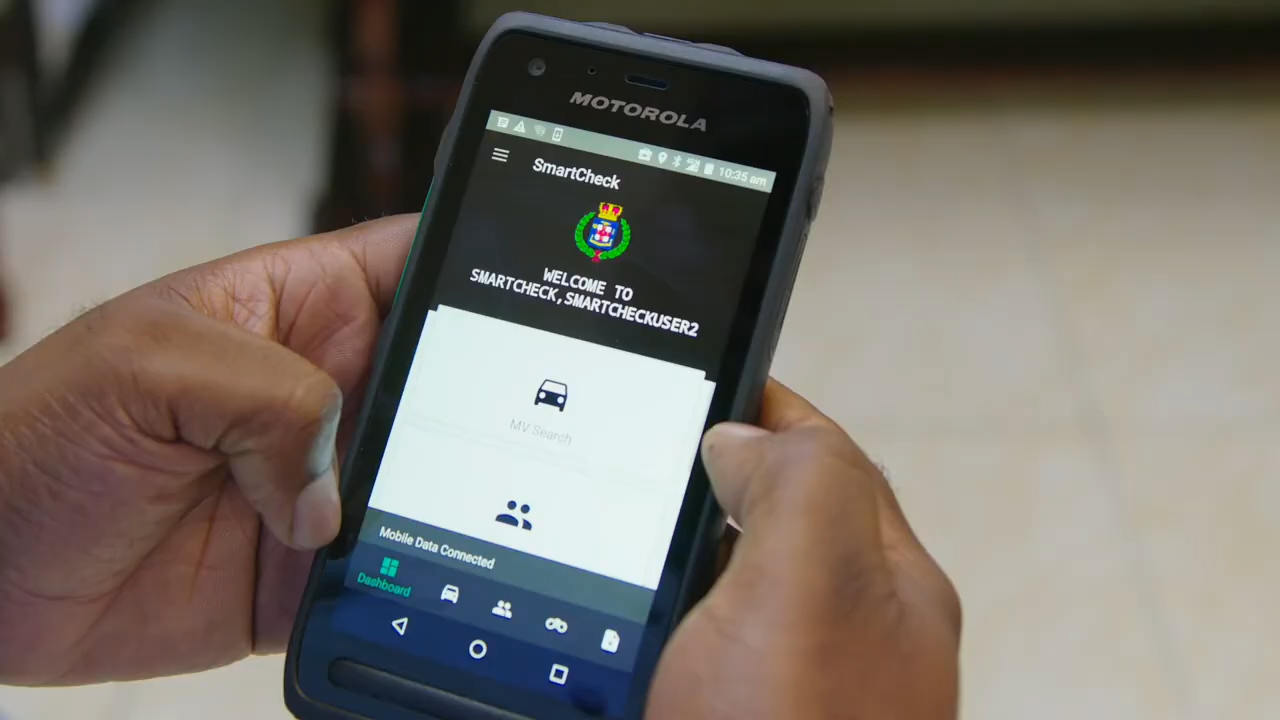 MOTOROLA
10:35 am
SmartCheck
WELCOME TO
SMARTCHECK,SMARTCHECKUSER2
MV Search
Mobile Data Connected
Dashboard